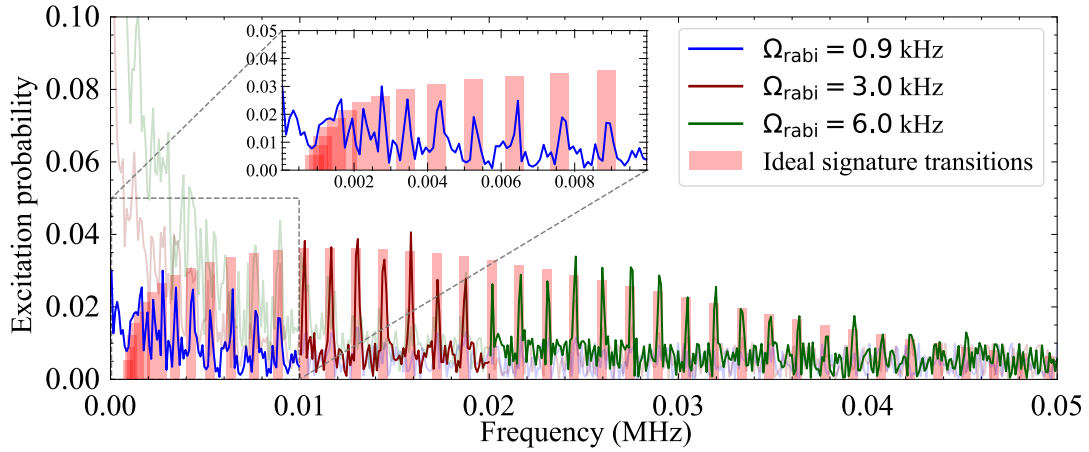 Excitation probability
0.10
0.08
0.06
0.04
0.02
0.00
0.05
0.04
0.03
0.02
0.01
0.00
0.002 0.004 0.006 0.008
Ω_rabi = 0.9 kHz
Ω_rabi = 3.0 kHz
Ω_rabi = 6.0 kHz
Ideal signature transitions
0.00 0.01 0.02 0.03 0.04 0.05
Frequency (MHz)